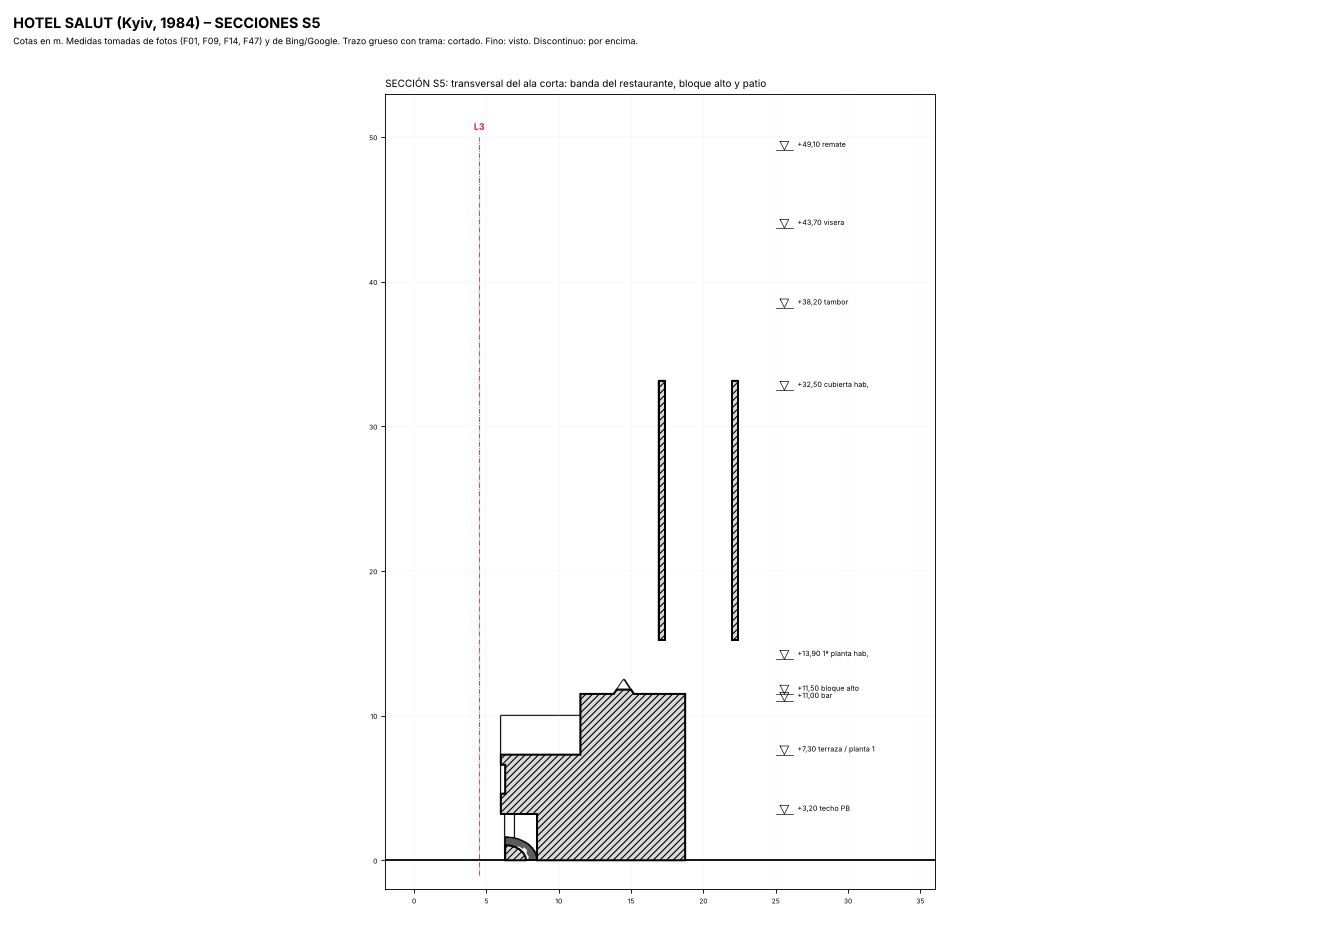 HOTEL SALUT (Kyiv, 1984) – SECCIONES S5
Cotas en m. Medidas tomadas de fotos (F01, F09, F14, F47) y de Bing/Google. Trazo grueso con trama: cortado. Fino: visto. Discontinuo: por encima.
SECCIÓN S5: transversal del ala corta: banda del restaurante, bloque alto y patio
L3
50
+49,10 remate
+43,70 visera
40
+38,20 tambor
+32,50 cubierta hab,
30
20
+13,90 1ª planta hab,
+11,50 bloque alto
+11,00 bar
10
+7,30 terraza / planta 1
+3,20 techo PB
0
0 5 10 15 20 25 30 35